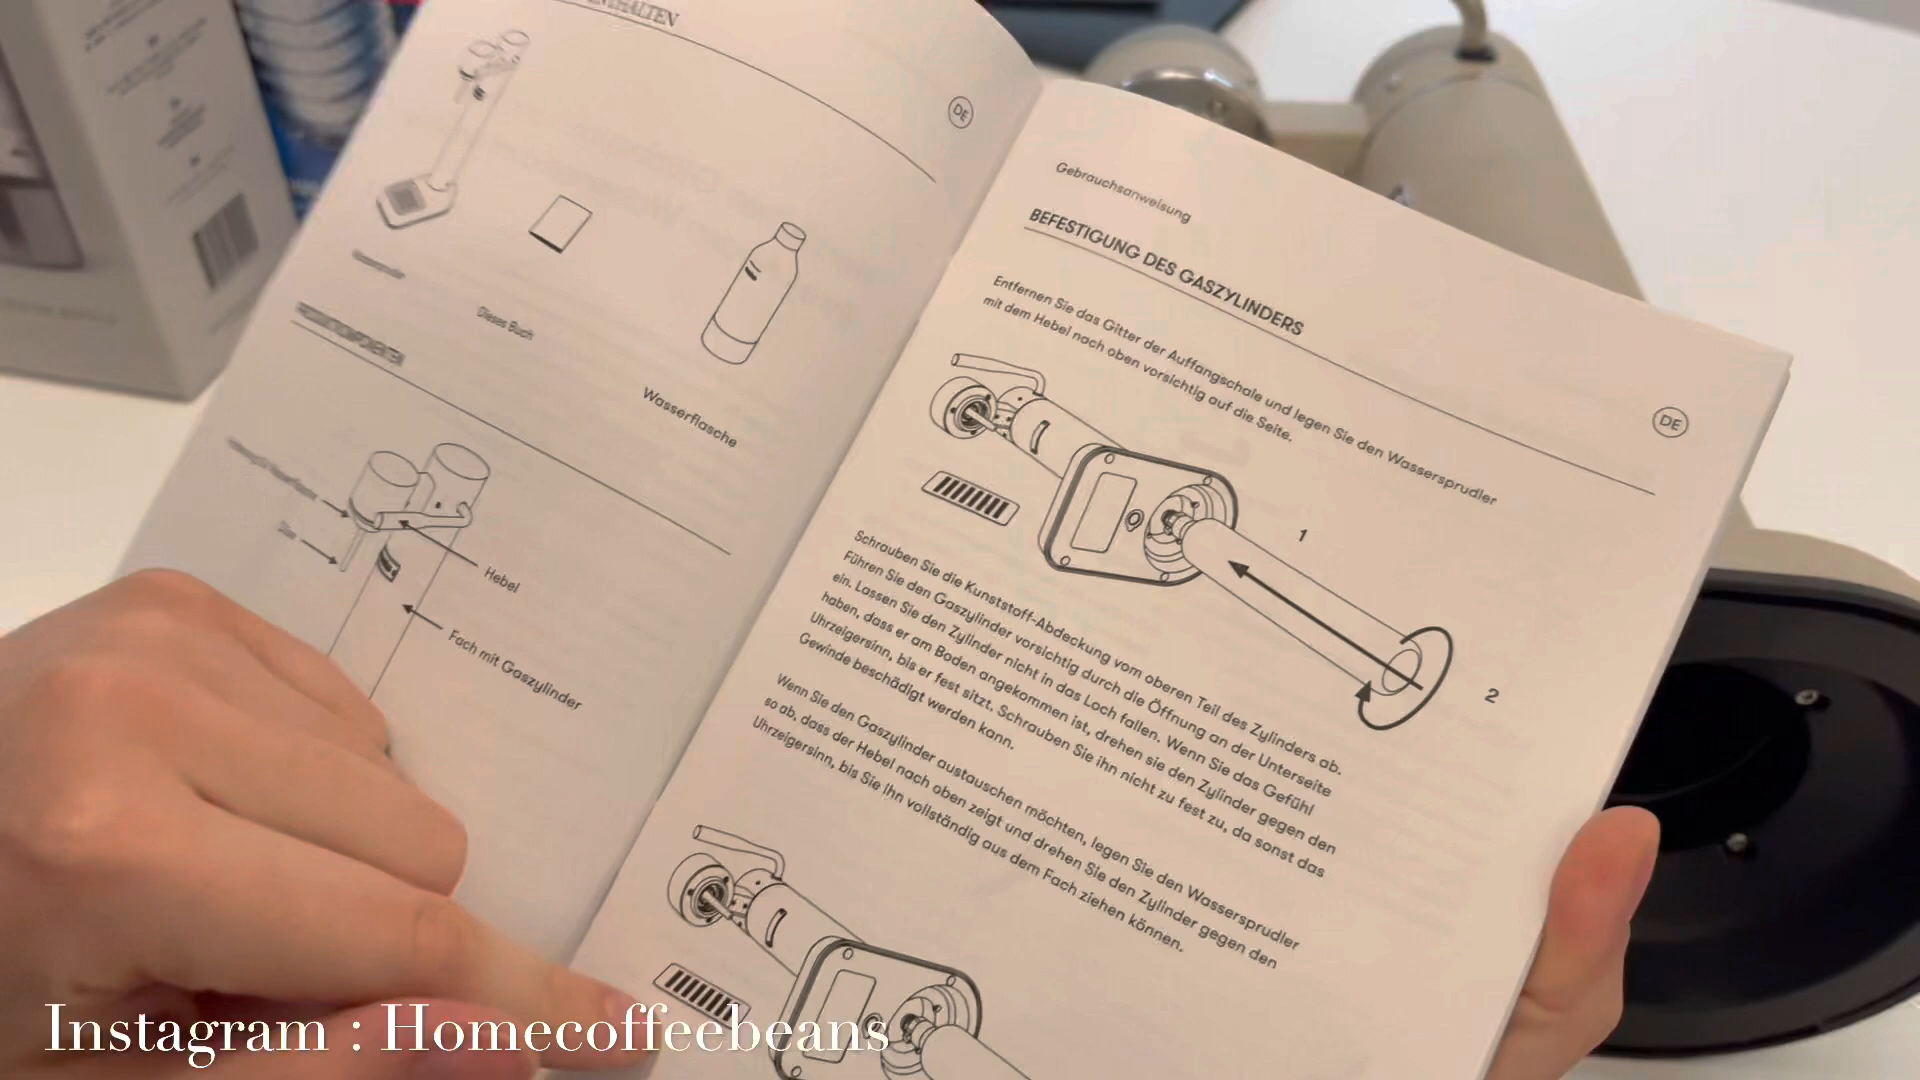 ENTHALTEN
DE
Dieses Buch
Wasserflasche
Hebel
Fach mit Gaszylinder
Gebrauchsanweisung
BEFESTIGUNG DES GASZYLINDERS
DE
Entfernen Sie das Gitter der Auffangschale und legen Sie den Wassersprudler
mit dem Hebel nach oben vorsichtig auf die Seite.
1
2
Schrauben Sie die Kunststoff-Abdeckung vom oberen Teil des Zylinders ab.
Führen Sie den Gaszylinder vorsichtig durch die Öffnung an der Unterseite
ein. Lassen Sie den Zylinder nicht in das Loch fallen. Wenn Sie das Gefühl
haben, dass er am Boden angekommen ist, drehen sie den Zylinder gegen den
Uhrzeigersinn, bis er fest sitzt. Schrauben Sie ihn nicht zu fest zu, da sonst das
Gewinde beschädigt werden kann.
Wenn Sie den Gaszylinder austauschen möchten, legen Sie den Wassersprudler
so ab, dass der Hebel nach oben zeigt und drehen Sie den Zylinder gegen den
Uhrzeigersinn, bis Sie ihn vollständig aus dem Fach ziehen können.
Instagram : Homecoffeebeans